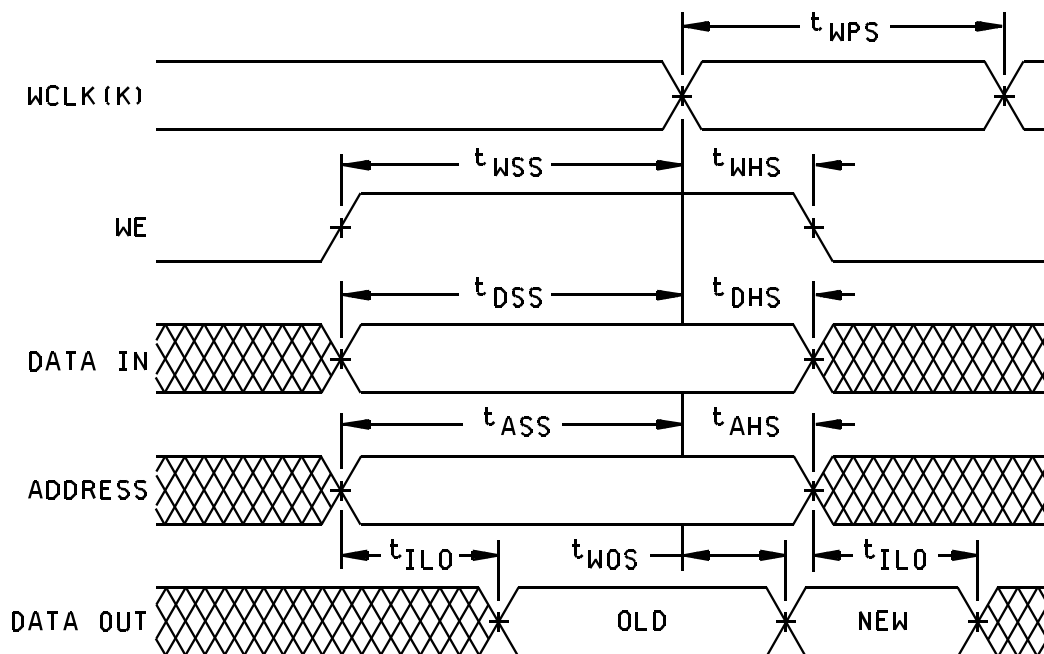 tWPS
WCLK(K)
tWSS tWHS
WE
tDSS tDHS
DATA IN
tASS tAHS
ADDRESS
tILO tWOS tILO
DATA OUT OLD NEW